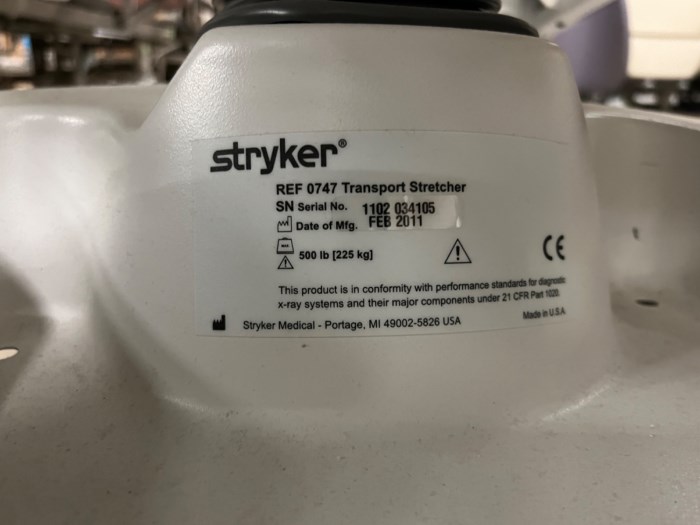 stryker®
REF 0747 Transport Stretcher
SN Serial No. 1102 034105
Date of Mfg. FEB 2011
500 lb [225 kg]
CE
This product is in conformity with performance standards for diagnostic
x-ray systems and their major components under 21 CFR Part 1020.
Stryker Medical - Portage, MI 49002-5826 USA
Made in U.S.A